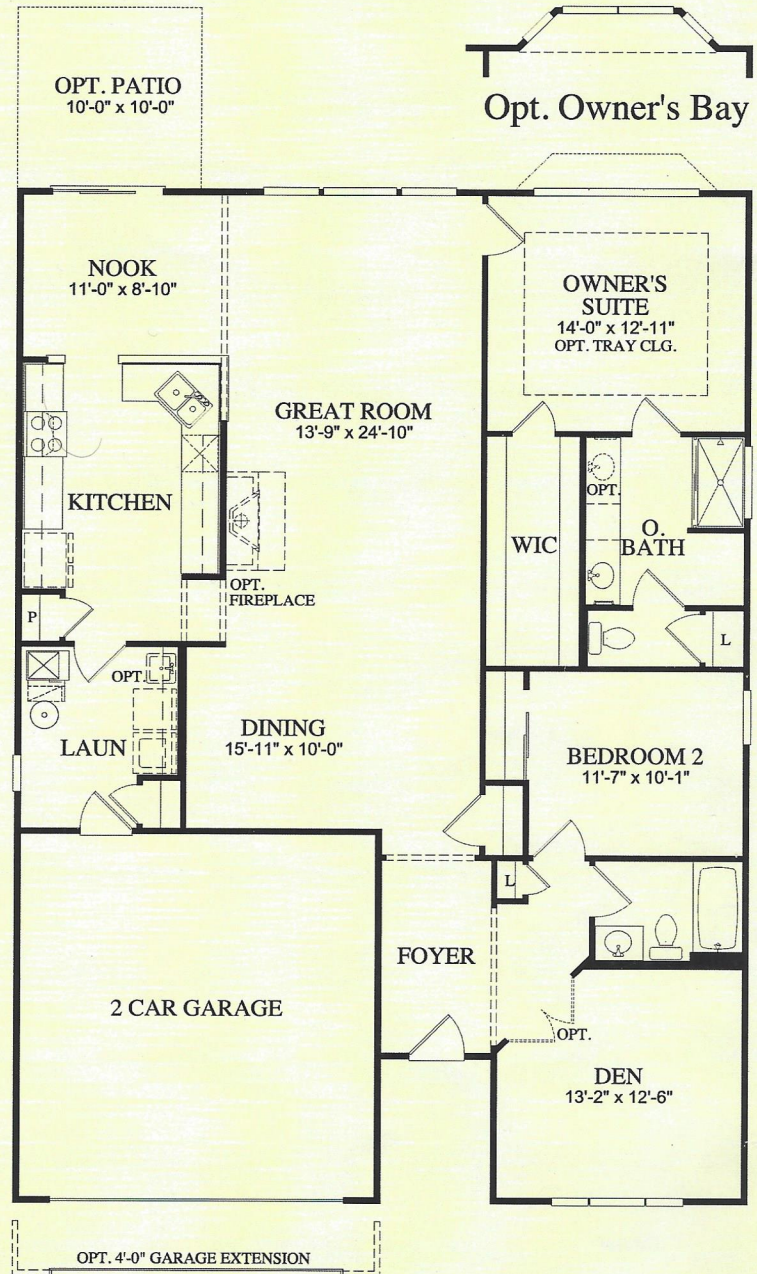 OPT. PATIO
10'-0" x 10'-0"
Opt. Owner's Bay
NOOK
11'-0" x 8'-10"
OWNER'S
SUITE
14'-0" x 12'-11"
OPT. TRAY CLG.
GREAT ROOM
13'-9" x 24'-10"
KITCHEN
OPT.
WIC
O.
BATH
OPT.
FIREPLACE
P
L
OPT.
LAUN
DINING
15'-11" x 10'-0"
BEDROOM 2
11'-7" x 10'-1"
L
FOYER
2 CAR GARAGE
OPT.
DEN
13'-2" x 12'-6"
OPT. 4'-0" GARAGE EXTENSION